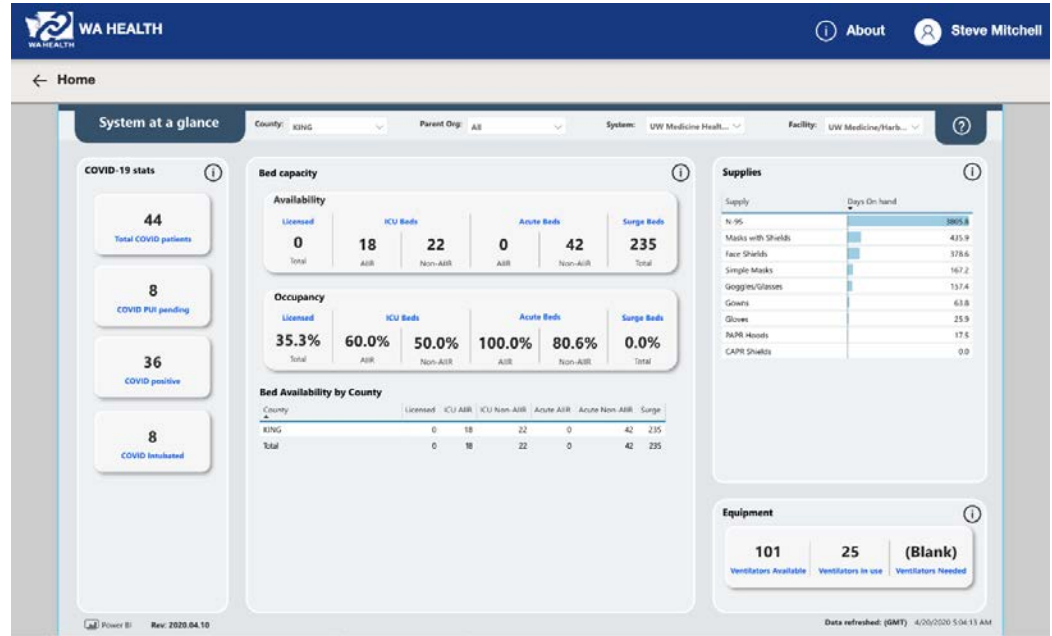 WA HEALTH
WA HEALTH
About
Steve Mitchell
Home
System at a glance
County: KING
Parent Org: All
System: UW Medicine Healt...
Facility: UW Medicine/Harb...
COVID-19 stats
44
Total COVID patients
8
COVID PUI pending
36
COVID positive
8
COVID Intubated
Bed capacity
Availability
Licensed ICU Beds Acute Beds Surge Beds
0 18 22 0 42 235
Total AIIR Non-AIIR AIIR Non-AIIR Total
Occupancy
Licensed ICU Beds Acute Beds Surge Beds
35.3% 60.0% 50.0% 100.0% 80.6% 0.0%
Total AIIR Non-AIIR AIIR Non-AIIR Total
Bed Availability by County
County Licensed ICU AIIR ICU Non-AIIR Acute AIIR Acute Non-AIIR Surge
KING 0 18 22 0 42 235
Total 0 18 22 0 42 235
Supplies
Supply Days On hand
N-95 3865.8
Masks with Shields 435.9
Face Shields 378.6
Simple Masks 167.2
Goggles/Glasses 157.4
Gowns 63.8
Gloves 25.9
PAPR Hoods 17.5
CAPR Shields 0.0
Equipment
101 25 (Blank)
Ventilators Available Ventilators in use Ventilators Needed
Power BI Rev: 2020.04.10
Data refreshed: (GMT) 4/20/2020 5:04:13 AM